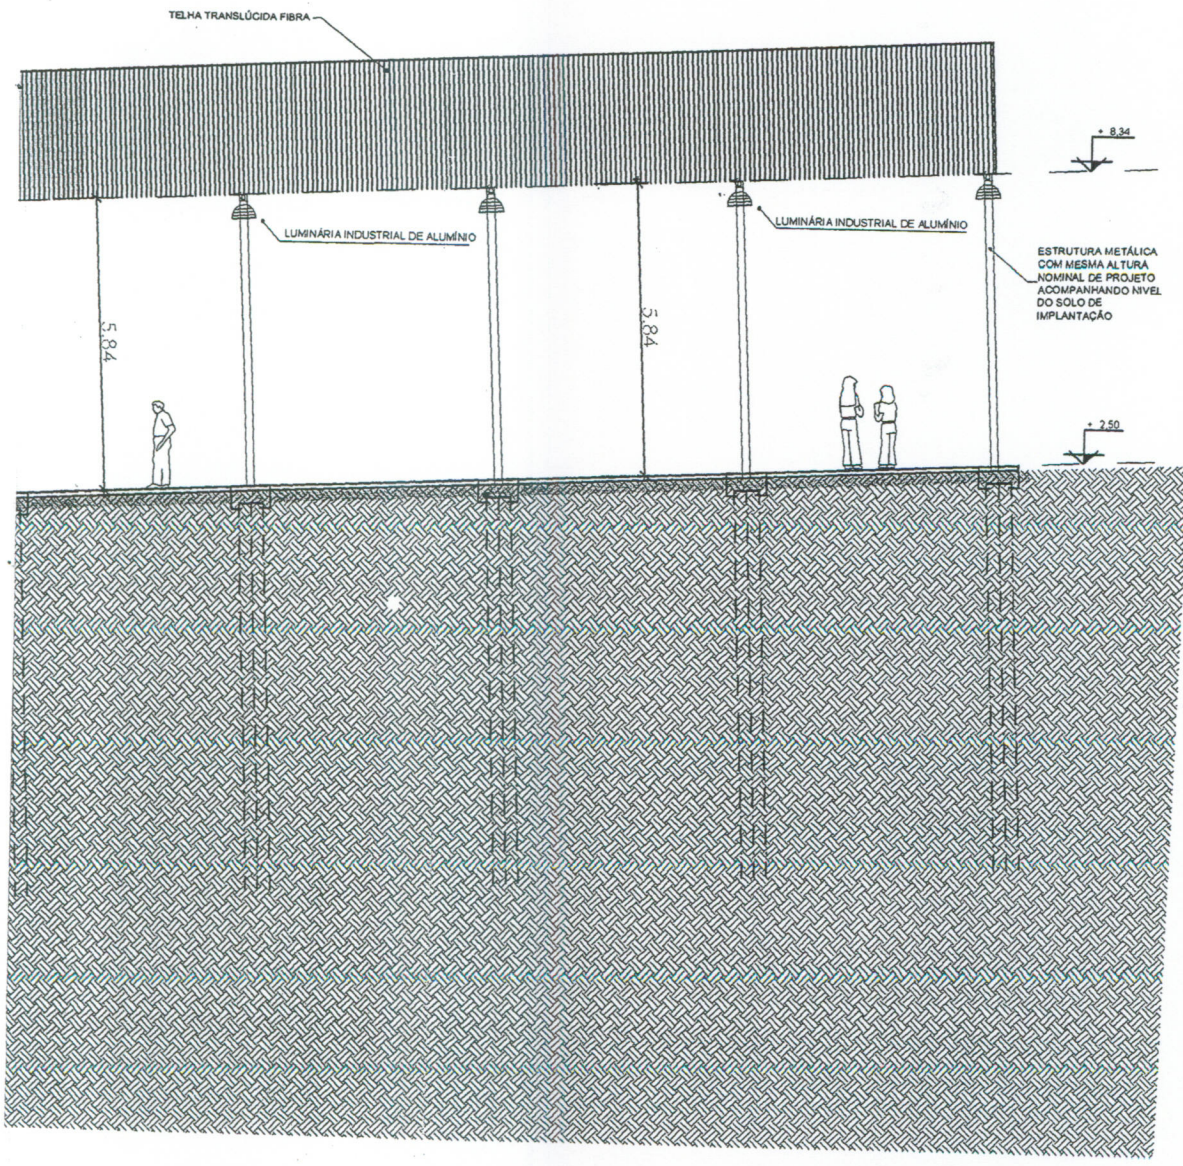 TELHA TRANSLÚCIDA FIBRA
+ 8,34
LUMINÁRIA INDUSTRIAL DE ALUMÍNIO
LUMINÁRIA INDUSTRIAL DE ALUMÍNIO
ESTRUTURA METÁLICA
COM MESMA ALTURA
NOMINAL DE PROJETO
ACOMPANHANDO NIVEL
DO SOLO DE
IMPLANTAÇÃO
5,84
5,84
+ 2,50